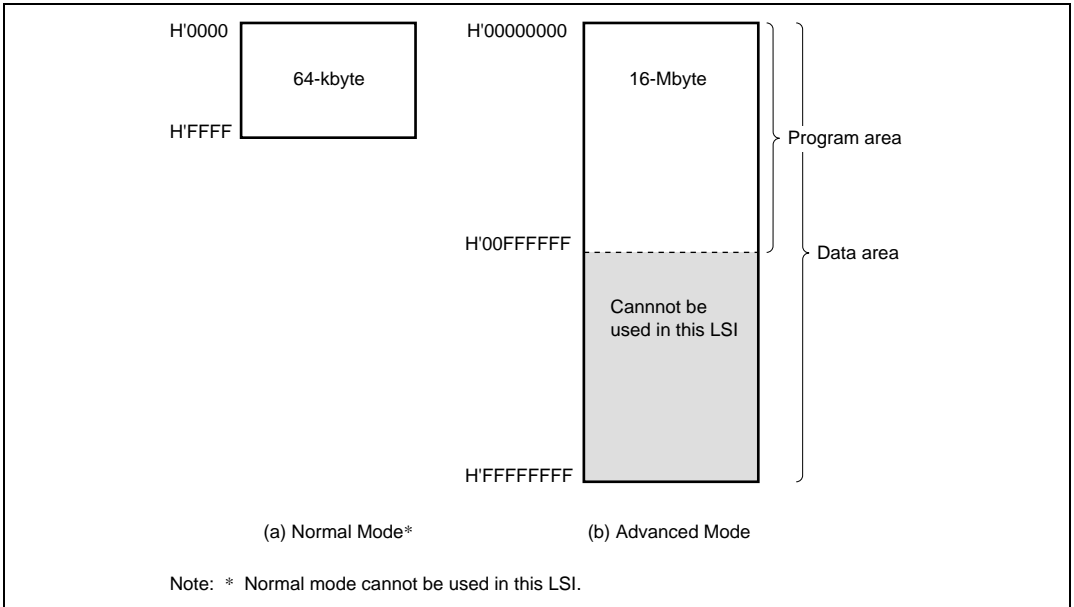 H'0000
64-kbyte
H'FFFF
H'00000000
16-Mbyte
Program area
H'00FFFFFF
Data area
Cannnot be
used in this LSI
H'FFFFFFFF
(a) Normal Mode*
(b) Advanced Mode
Note: * Normal mode cannot be used in this LSI.